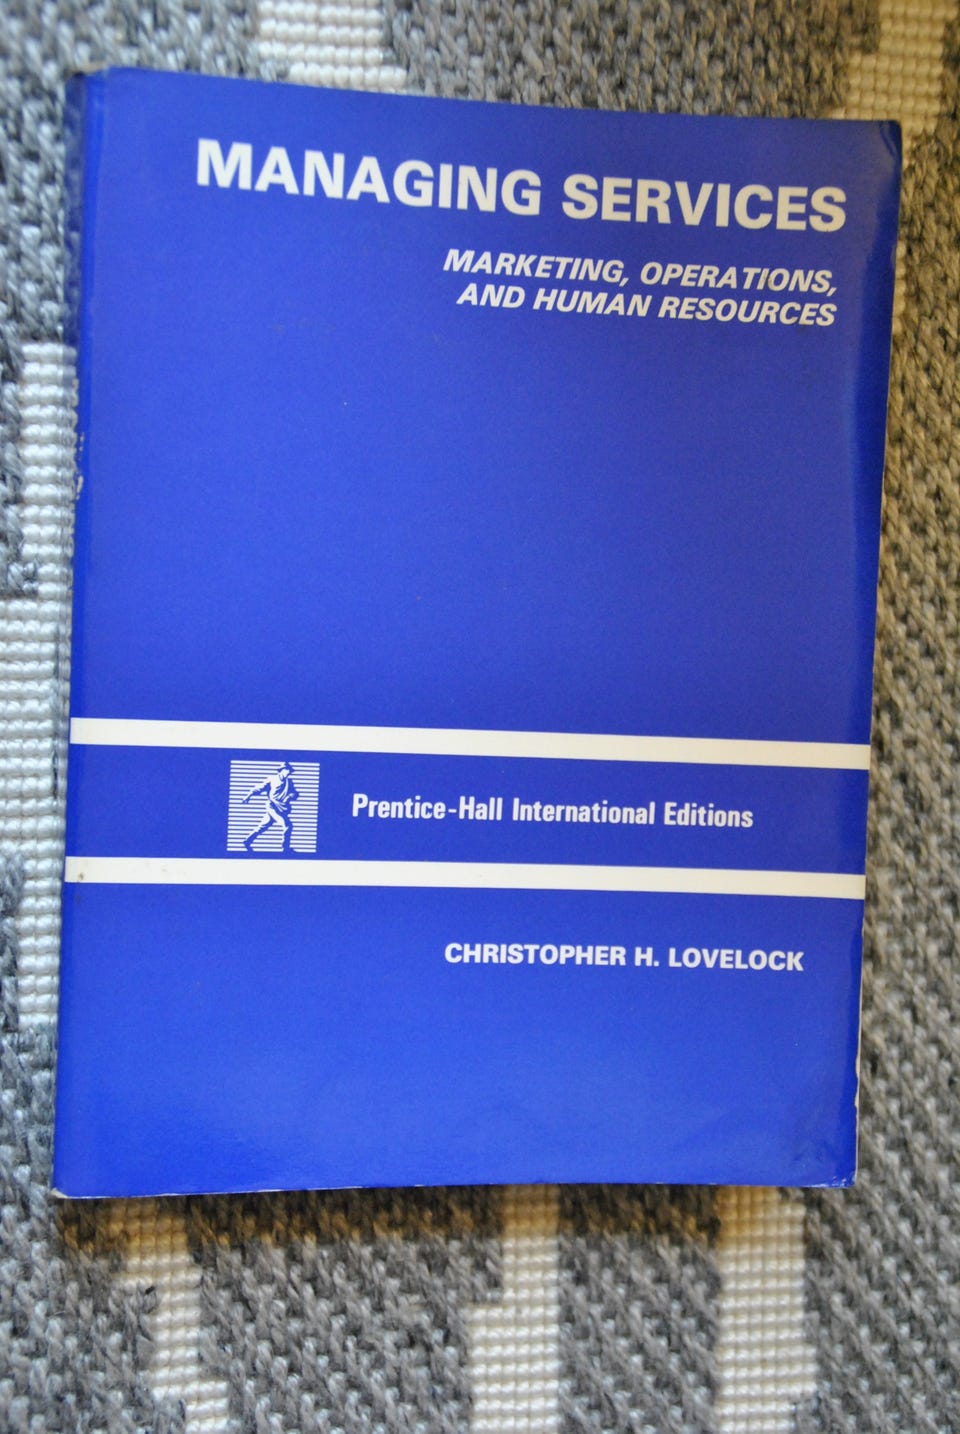 MANAGING SERVICES
MARKETING, OPERATIONS,
AND HUMAN RESOURCES
Prentice-Hall International Editions
CHRISTOPHER H. LOVELOCK